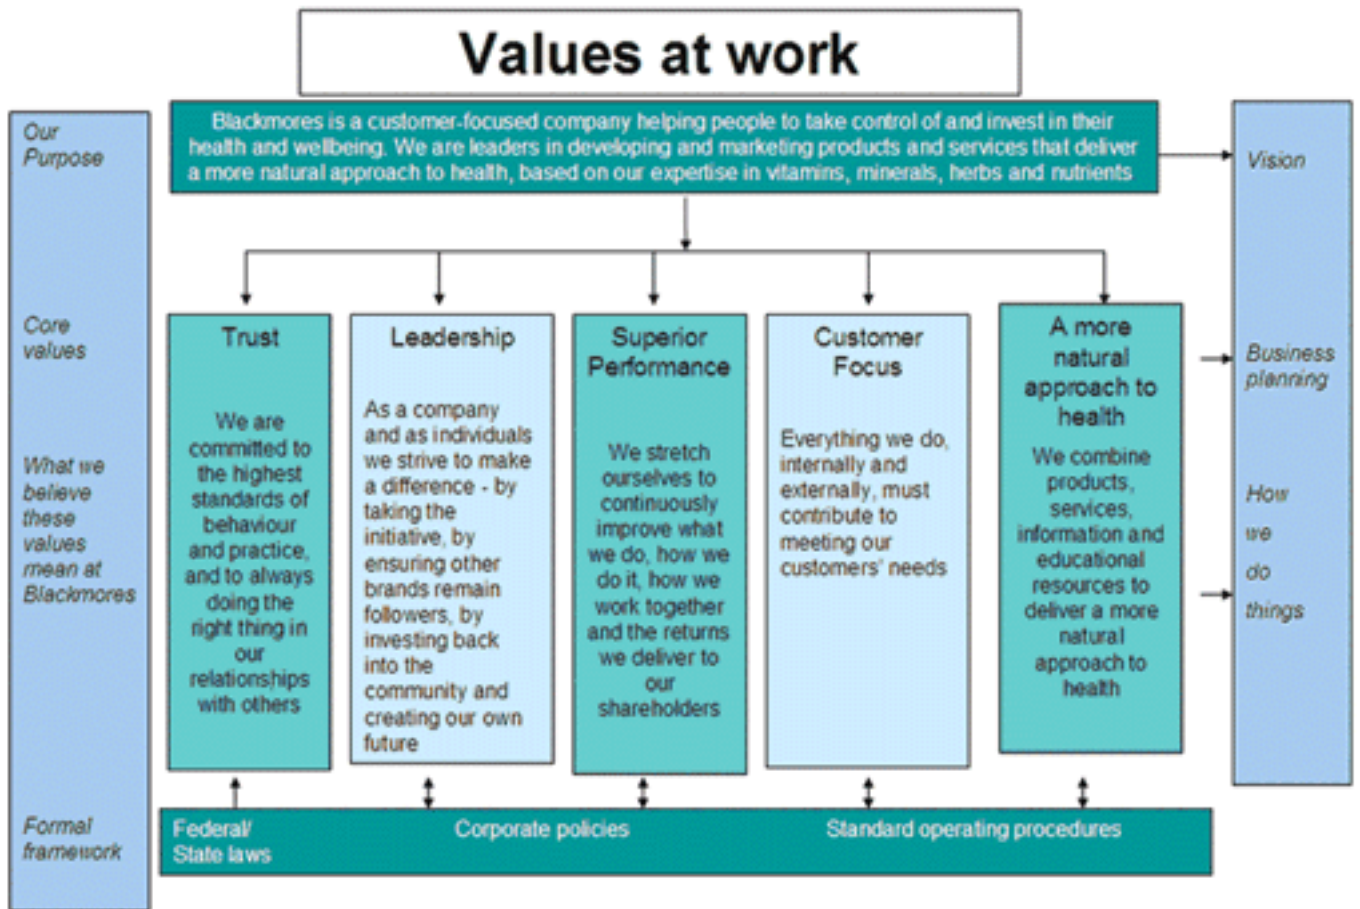 Values at work
Our
Purpose
Blackmores is a customer-focused company helping people to take control of and invest in their
health and wellbeing. We are leaders in developing and marketing products and services that deliver
a more natural approach to health, based on our expertise in vitamins, minerals, herbs and nutrients
Vision
Core
values
What we
believe
these
values
mean at
Blackmores
Trust
We are
committed to
the highest
standards of
behaviour
and practice,
and to always
doing the
right thing in
our
relationships
with others
Leadership
As a company
and as individuals
we strive to make
a difference - by
taking the
initiative, by
ensuring other
brands remain
followers, by
investing back
into the
community and
creating our own
future
Superior
Performance
We stretch
ourselves to
continuously
improve what
we do, how we
do it, how we
work together
and the returns
we deliver to
our
shareholders
Customer
Focus
Everything we do,
internally and
externally, must
contribute to
meeting our
customers' needs
A more
natural
approach to
health
We combine
products,
services,
information and
educational
resources to
deliver a more
natural
approach to
health
Business
planning
How
we
do
things
Formal
framework
Federal/
State laws
Corporate policies
Standard operating procedures